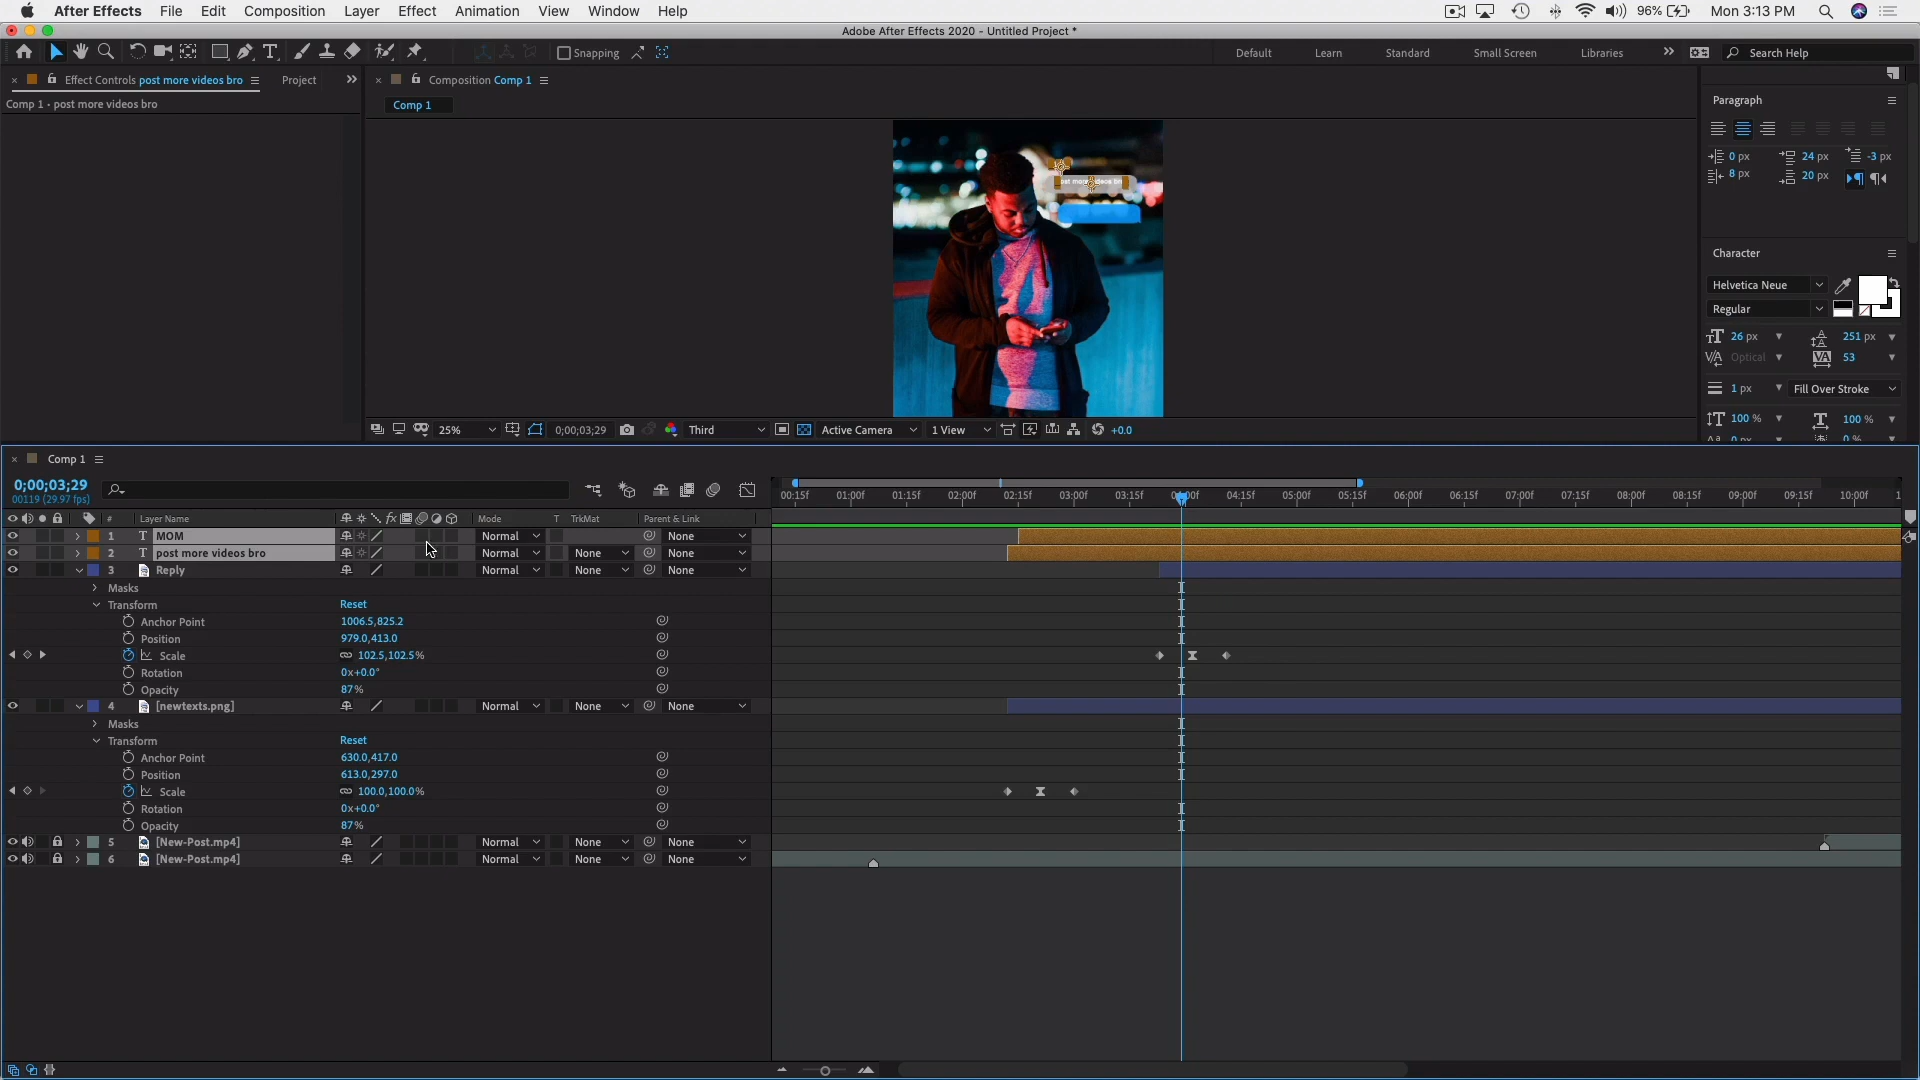 After Effects File Edit Composition Layer Effect Animation View Window Help 96% Mon 3:13 PM
Adobe After Effects 2020 - Untitled Project *
Snapping Default Learn Standard Small Screen Libraries Search Help
Effect Controls post more videos bro Project Composition Comp 1
Comp 1 • post more videos bro
Comp 1
Paragraph
0 px 24 px -3 px
8 px 20 px
Character
Helvetica Neue
Regular
26 px 251 px
Optical 53
1 px Fill Over Stroke
100 % 100 %
0 px 0 %
25% 0;00;03;29 Third Active Camera 1 View +0.0
Comp 1
0;00;03;29
00119 (29.97 fps)
00:15f 01:00f 01:15f 02:00f 02:15f 03:00f 03:15f 04:15f 05:00f 05:15f 06:00f 06:15f 07:00f 07:15f 08:00f 08:15f 09:00f 09:15f 10:00f
# Layer Name Mode T TrkMat Parent & Link
1 T MOM Normal None
2 T post more videos bro Normal None None
3 Reply Normal None None
Masks
Transform Reset
Anchor Point 1006.5,825.2
Position 979.0,413.0
Scale 102.5,102.5%
Rotation 0x+0.0°
Opacity 87%
4 [newtexts.png] Normal None None
Masks
Transform Reset
Anchor Point 630.0,417.0
Position 613.0,297.0
Scale 100.0,100.0%
Rotation 0x+0.0°
Opacity 87%
5 [New-Post.mp4] Normal None None
6 [New-Post.mp4] Normal None None